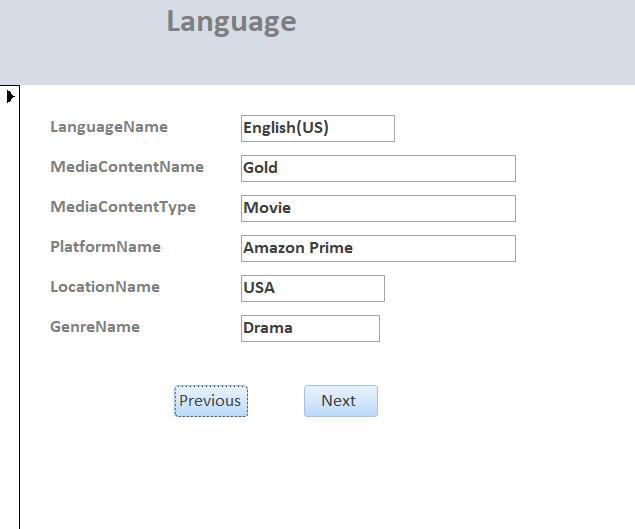 Language
LanguageName English(US)
MediaContentName Gold
MediaContentType Movie
PlatformName Amazon Prime
LocationName USA
GenreName Drama
Previous Next